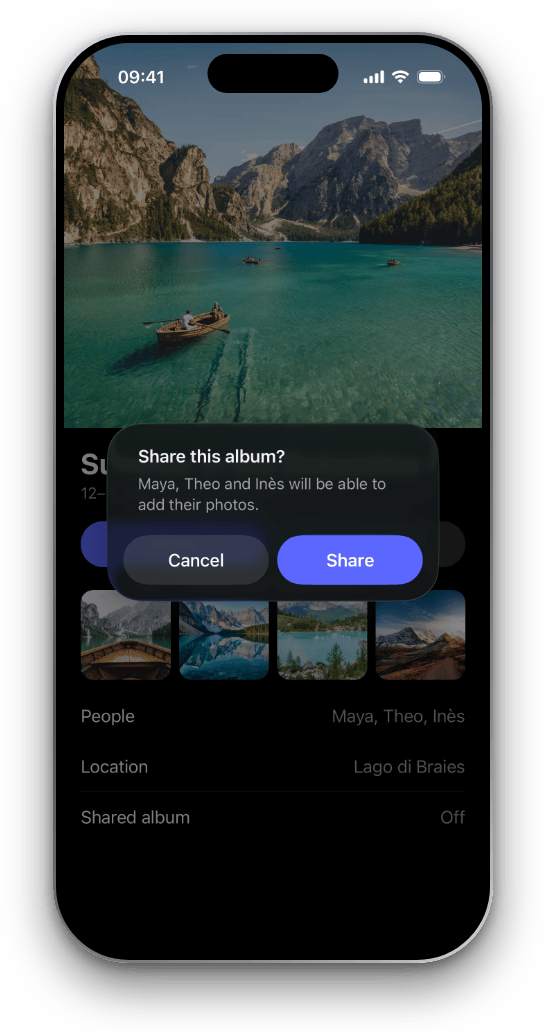 09:41
Share this album?
Maya, Theo and Inès will be able to
add their photos.
Cancel
Share
People
Maya, Theo, Inès
Location
Lago di Braies
Shared album
Off